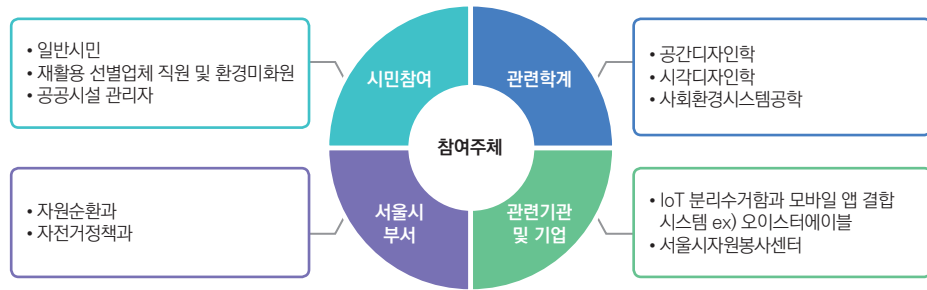 • 일반시민
• 재활용 선별업체 직원 및 환경미화원
• 공공시설 관리자
시민참여
관련학계
• 공간디자인학
• 시각디자인학
• 사회환경시스템공학
참여주체
• 자원순환과
• 자전거정책과
서울시
부서
관련기관
및 기업
• IoT 분리수거함과 모바일 앱 결합
시스템 ex) 오이스터에이블
• 서울시자원봉사센터